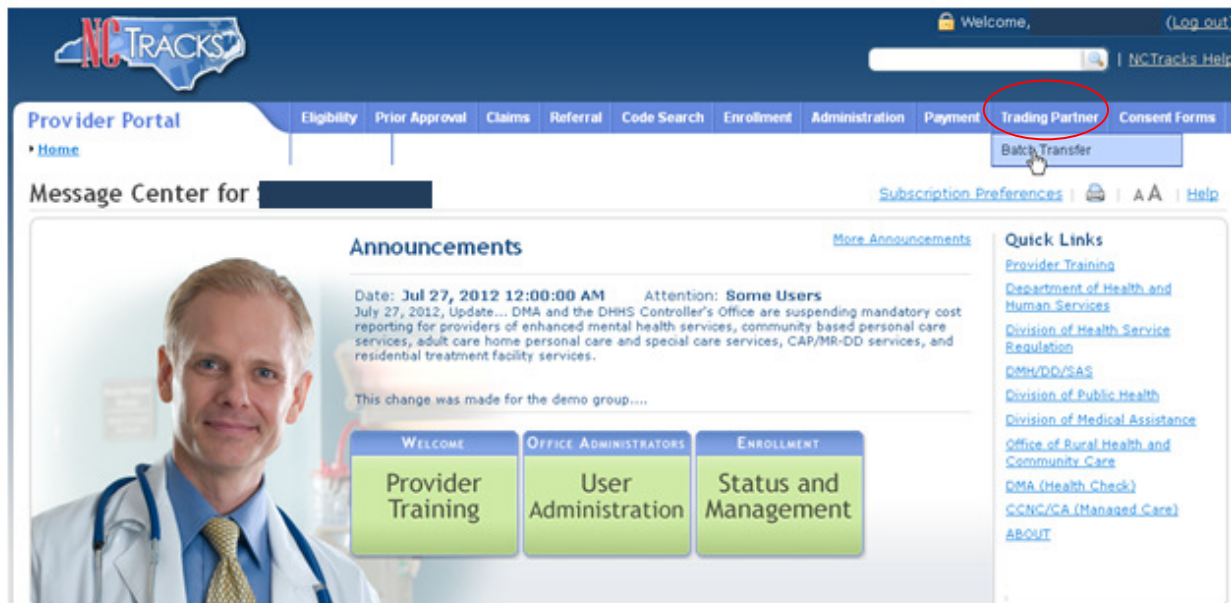 NCTRACKS
Welcome, (Log out)
| NCTracks Help
Provider Portal
Eligibility Prior Approval Claims Referral Code Search Enrollment Administration Payment Trading Partner Consent Forms
Home
Batch Transfer
Message Center for
Subscription Preferences | | A A | Help
Announcements
More Announcements
Date: Jul 27, 2012 12:00:00 AM Attention: Some Users
July 27, 2012, Update... DMA and the DHHS Controller's Office are suspending mandatory cost
reporting for providers of enhanced mental health services, community based personal care
services, adult care home personal care and special care services, CAP/MR-DD services, and
residential treatment facility services.
This change was made for the demo group....
WELCOME
Provider
Training
OFFICE ADMINISTRATORS
User
Administration
ENROLLMENT
Status and
Management
Quick Links
Provider Training
Department of Health and
Human Services
Division of Health Service
Regulation
DMH/DD/SAS
Division of Public Health
Division of Medical Assistance
Office of Rural Health and
Community Care
DMA (Health Check)
CCNC/CA (Managed Care)
ABOUT